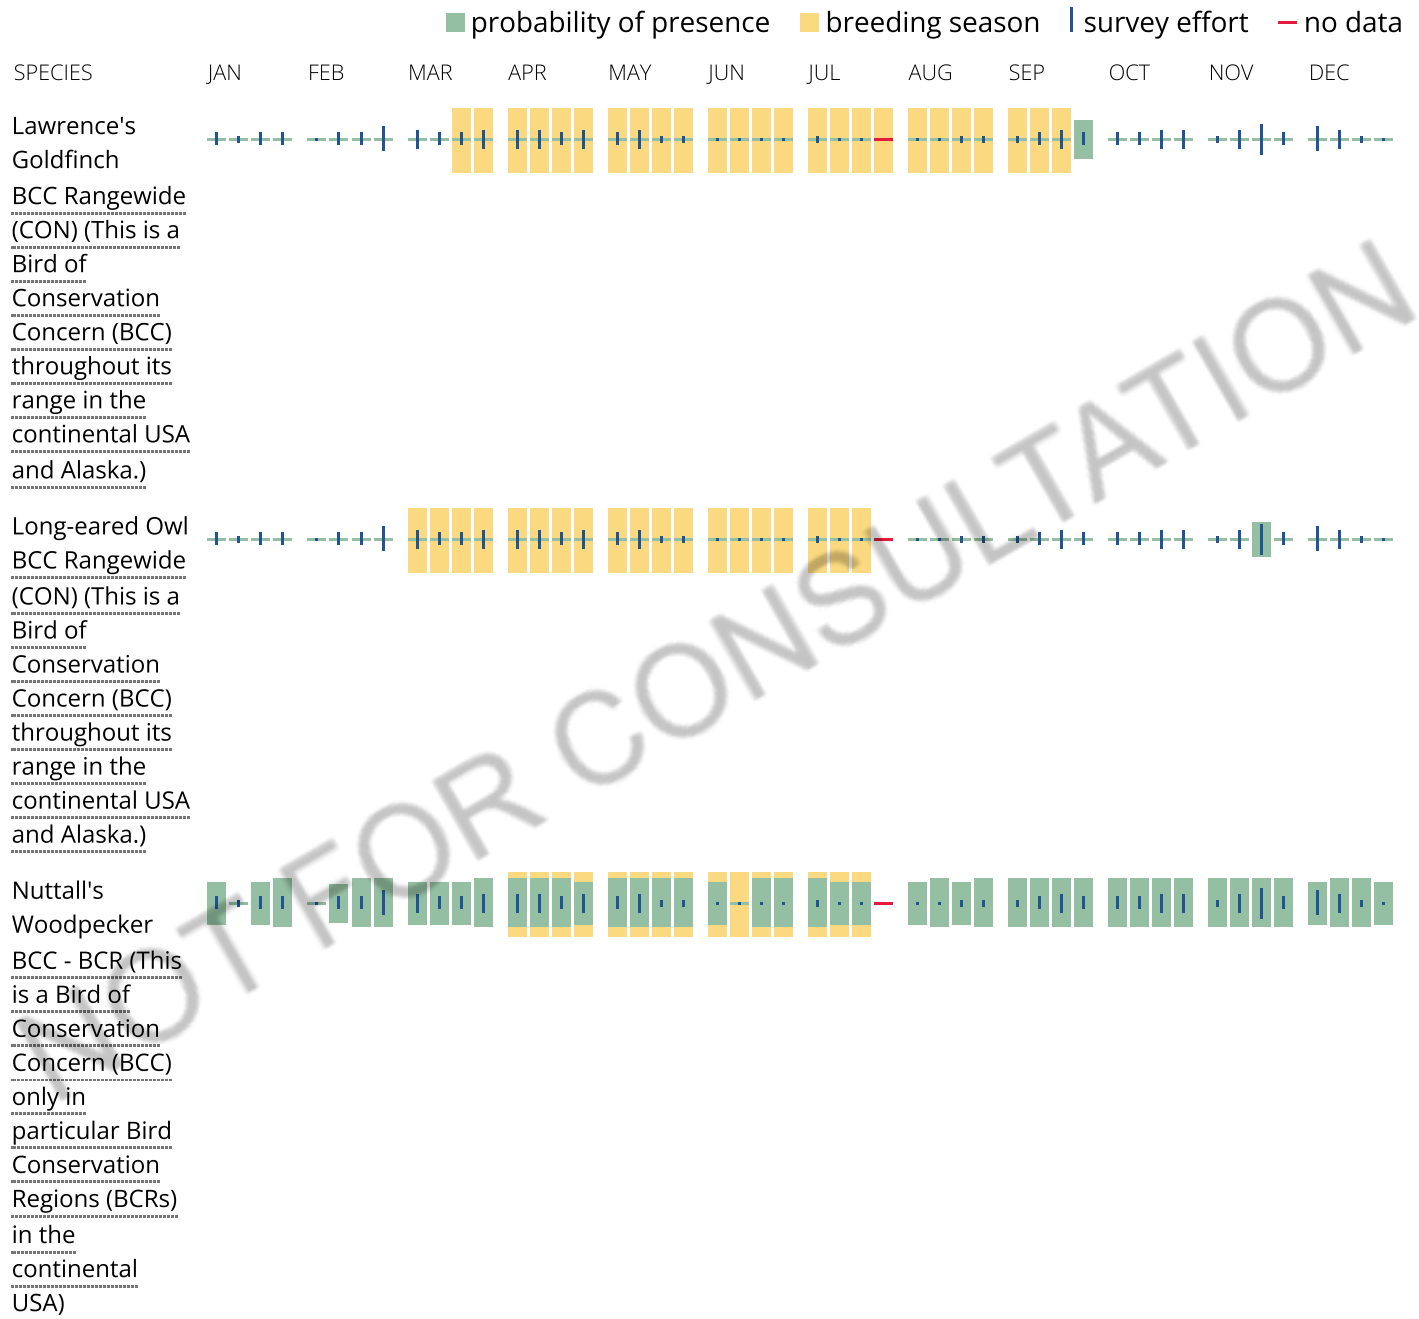 probability of presence breeding season survey effort no data
SPECIES JAN FEB MAR APR MAY JUN JUL AUG SEP OCT NOV DEC
Lawrence's
Goldfinch
BCC Rangewide
(CON) (This is a
Bird of
Conservation
Concern (BCC)
throughout its
range in the
continental USA
and Alaska.)
Long-eared Owl
BCC Rangewide
(CON) (This is a
Bird of
Conservation
Concern (BCC)
throughout its
range in the
continental USA
and Alaska.)
Nuttall's
Woodpecker
BCC - BCR (This
is a Bird of
Conservation
Concern (BCC)
only in
particular Bird
Conservation
Regions (BCRs)
in the
continental
USA)
NOT FOR CONSULTATION